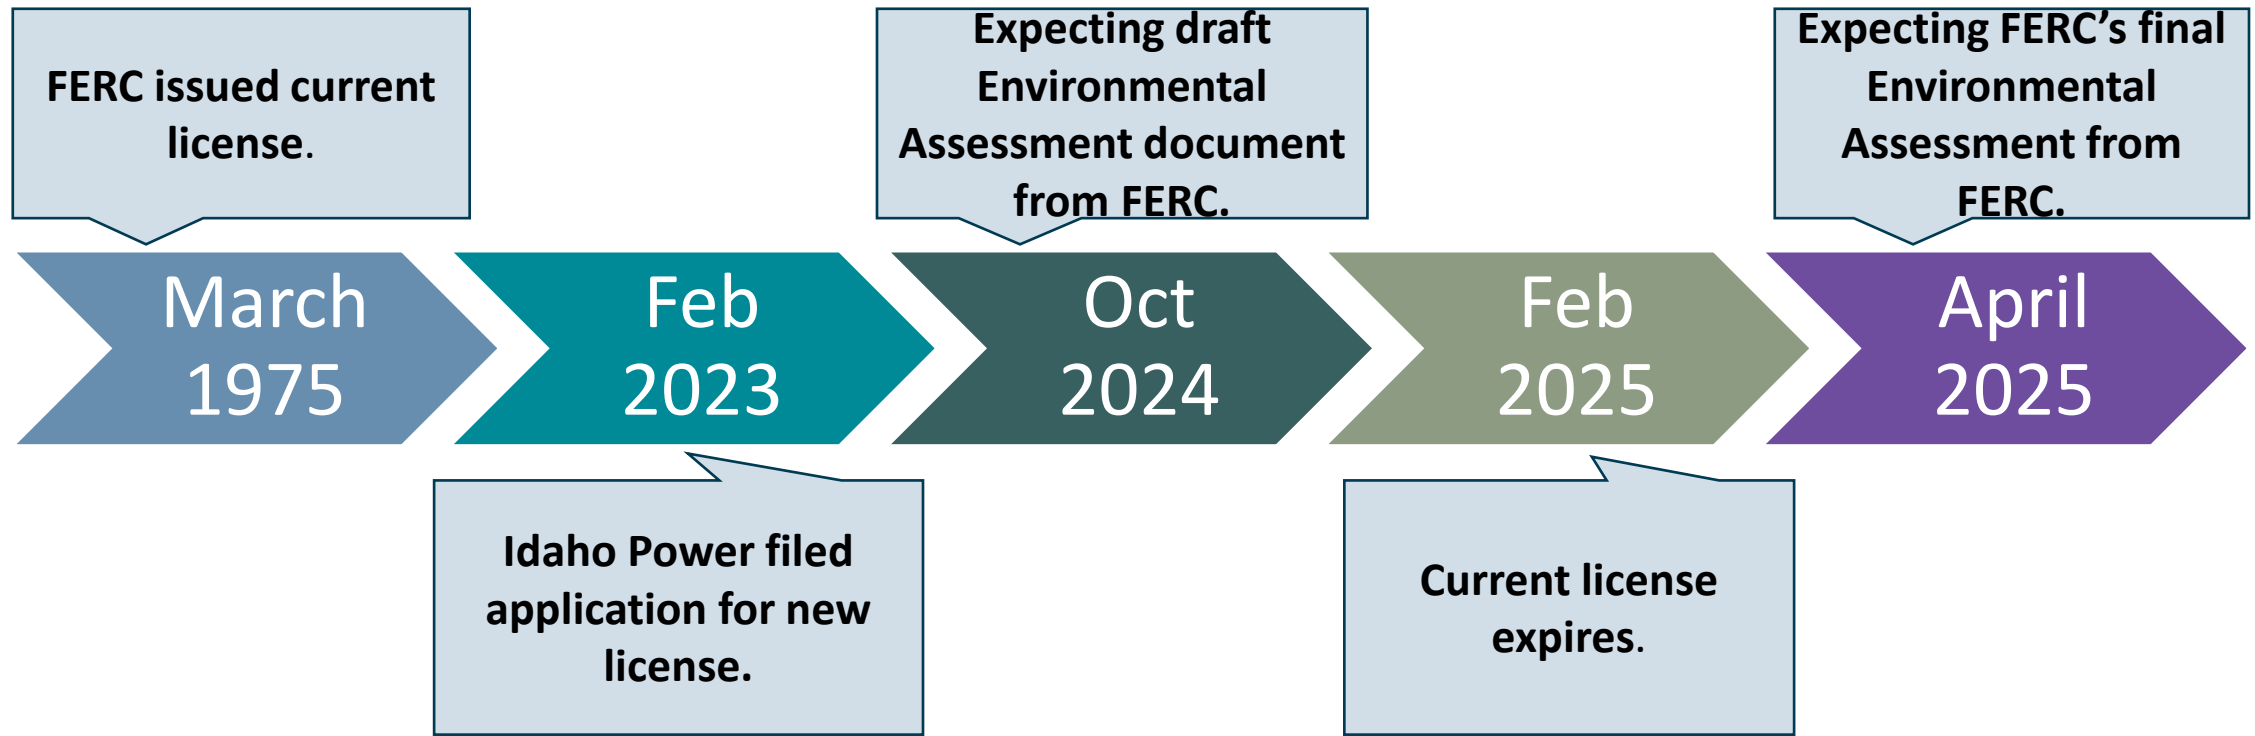 FERC issued current
license.
Expecting draft
Environmental
Assessment document
from FERC.
Expecting FERC’s final
Environmental
Assessment from
FERC.
March
1975
Feb
2023
Oct
2024
Feb
2025
April
2025
Idaho Power filed
application for new
license.
Current license
expires.